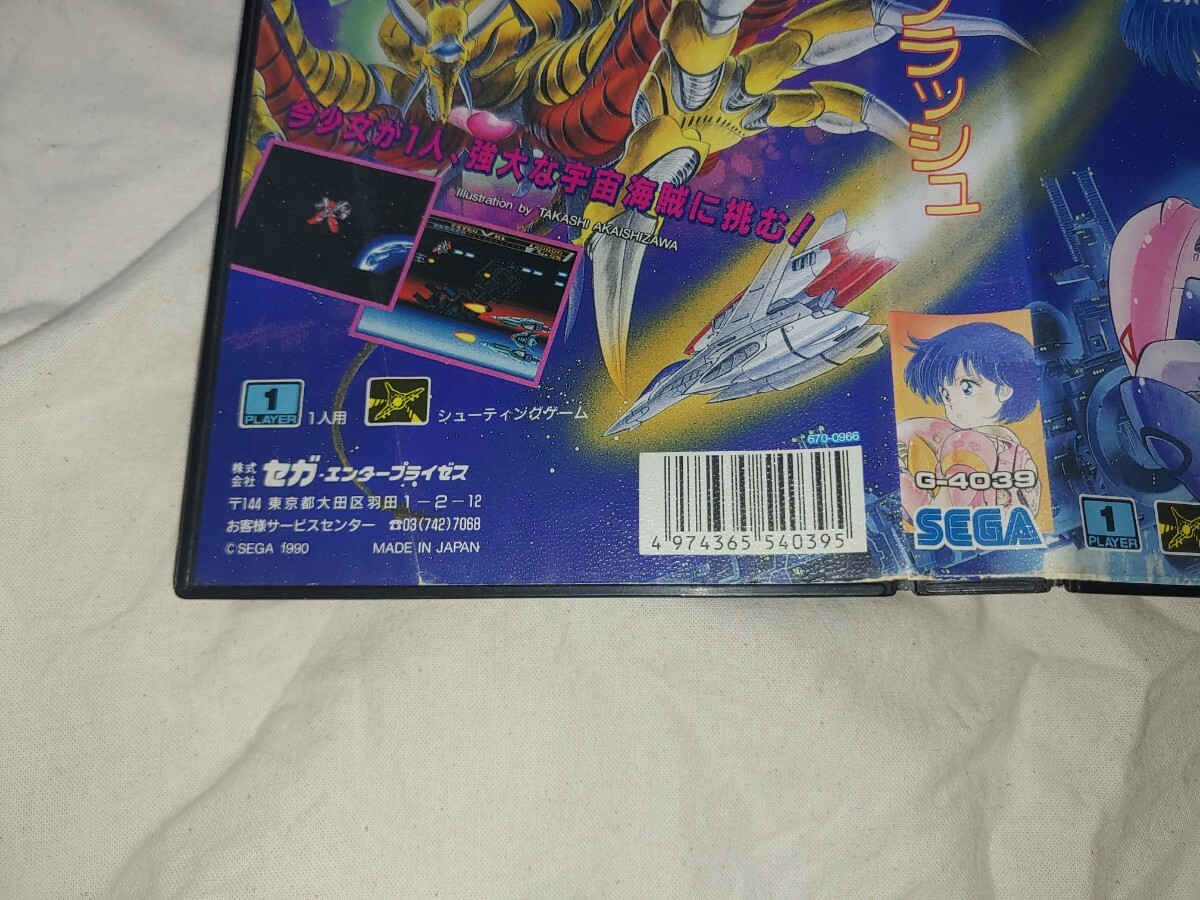 今少女が1人、強大な宇宙海賊に挑む!
Illustration by TAKASHI AKAISHIZAWA
1
PLAYER
1人用
シューティングゲーム
株式会社 セガ・エンタープライゼス
〒144 東京都大田区羽田1-2-12
お客様サービスセンター ☎03(742)7068
©SEGA 1990
MADE IN JAPAN
670-0966
4 974365 540395
ラッシュ
G-4039
SEGA
1
PLAYER